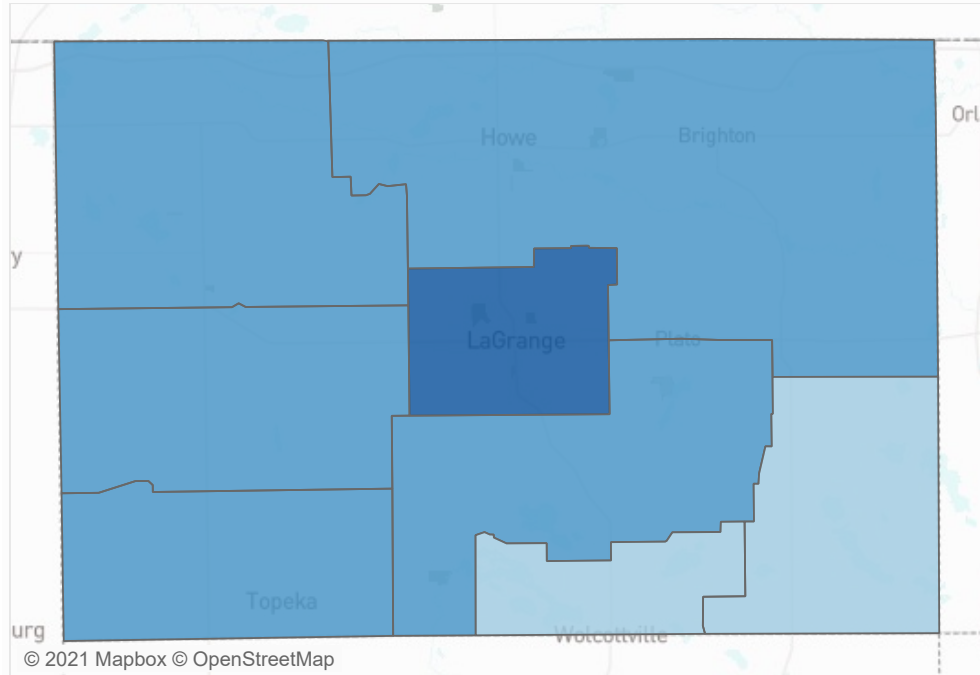 Orl
Howe
Brighton
y
LaGrange
Plato
Topeka
urg
Wolcottville
© 2021 Mapbox © OpenStreetMap